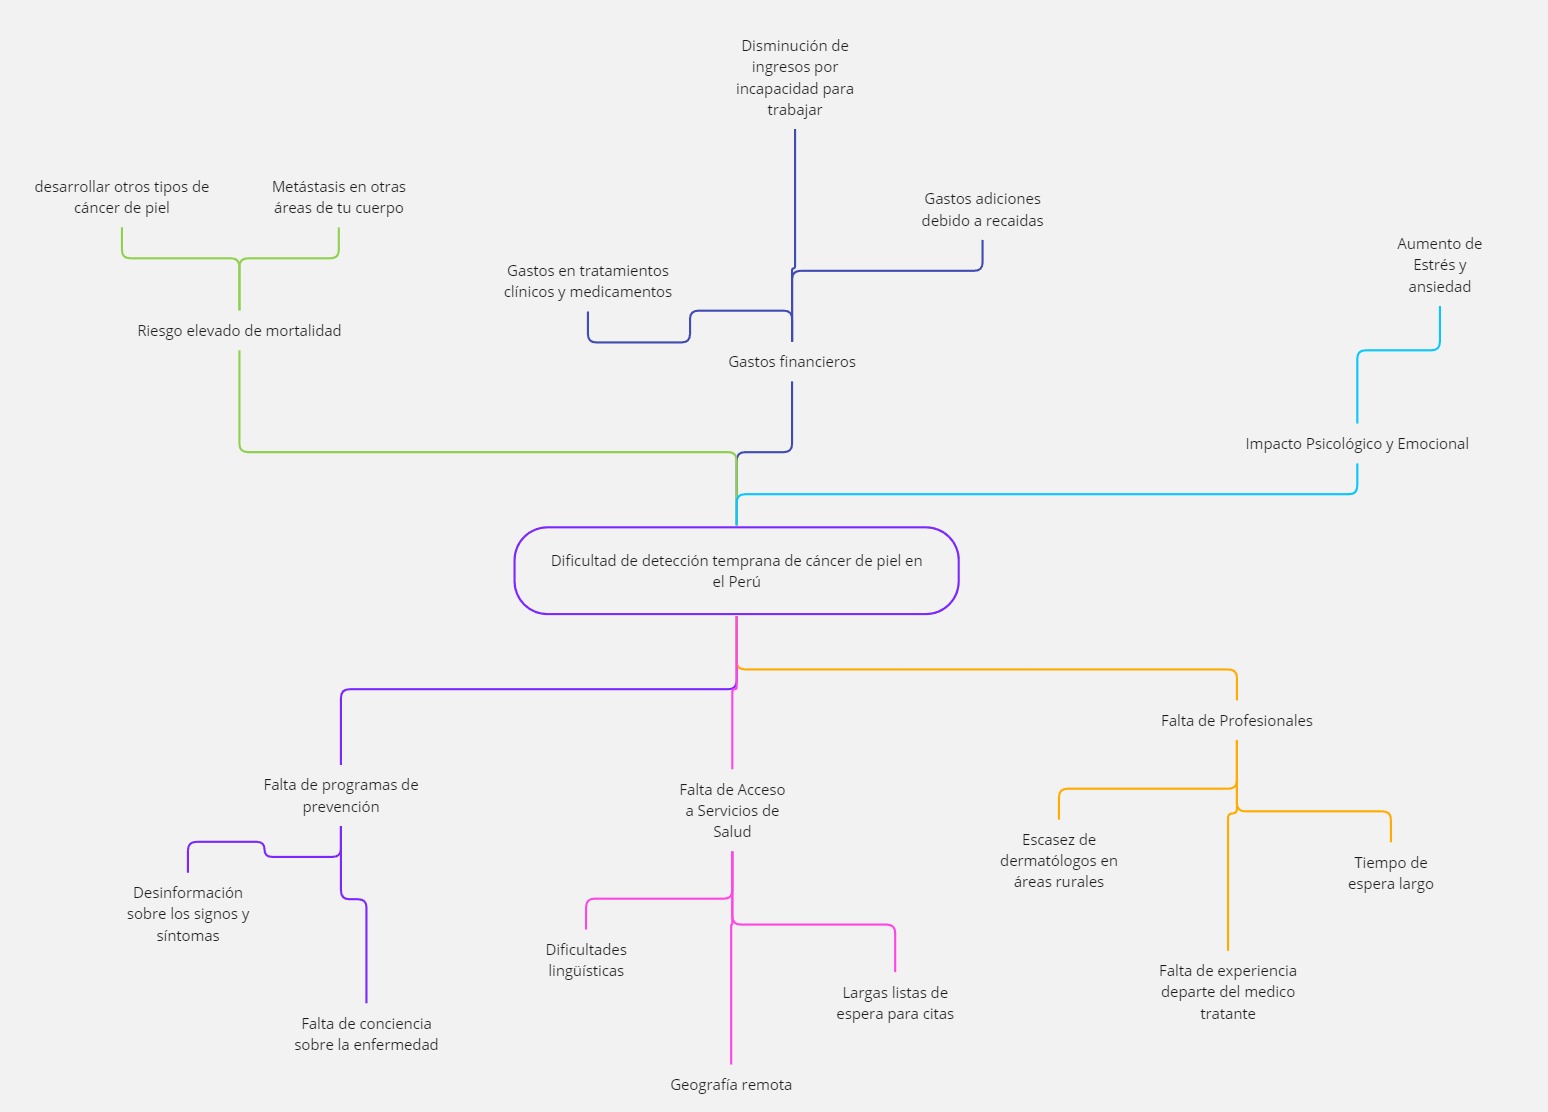 Disminución de
ingresos por
incapacidad para
trabajar
desarrollar otros tipos de
cáncer de piel
Metástasis en otras
áreas de tu cuerpo
Gastos adiciones
debido a recaidas
Gastos en tratamientos
clínicos y medicamentos
Aumento de
Estrés y
ansiedad
Riesgo elevado de mortalidad
Gastos financieros
Impacto Psicológico y Emocional
Dificultad de detección temprana de cáncer de piel en
el Perú
Falta de Profesionales
Falta de programas de
prevención
Falta de Acceso
a Servicios de
Salud
Escasez de
dermatólogos en
áreas rurales
Tiempo de
espera largo
Desinformación
sobre los signos y
síntomas
Dificultades
lingüísticas
Largas listas de
espera para citas
Falta de experiencia
departe del medico
tratante
Falta de conciencia
sobre la enfermedad
Geografía remota